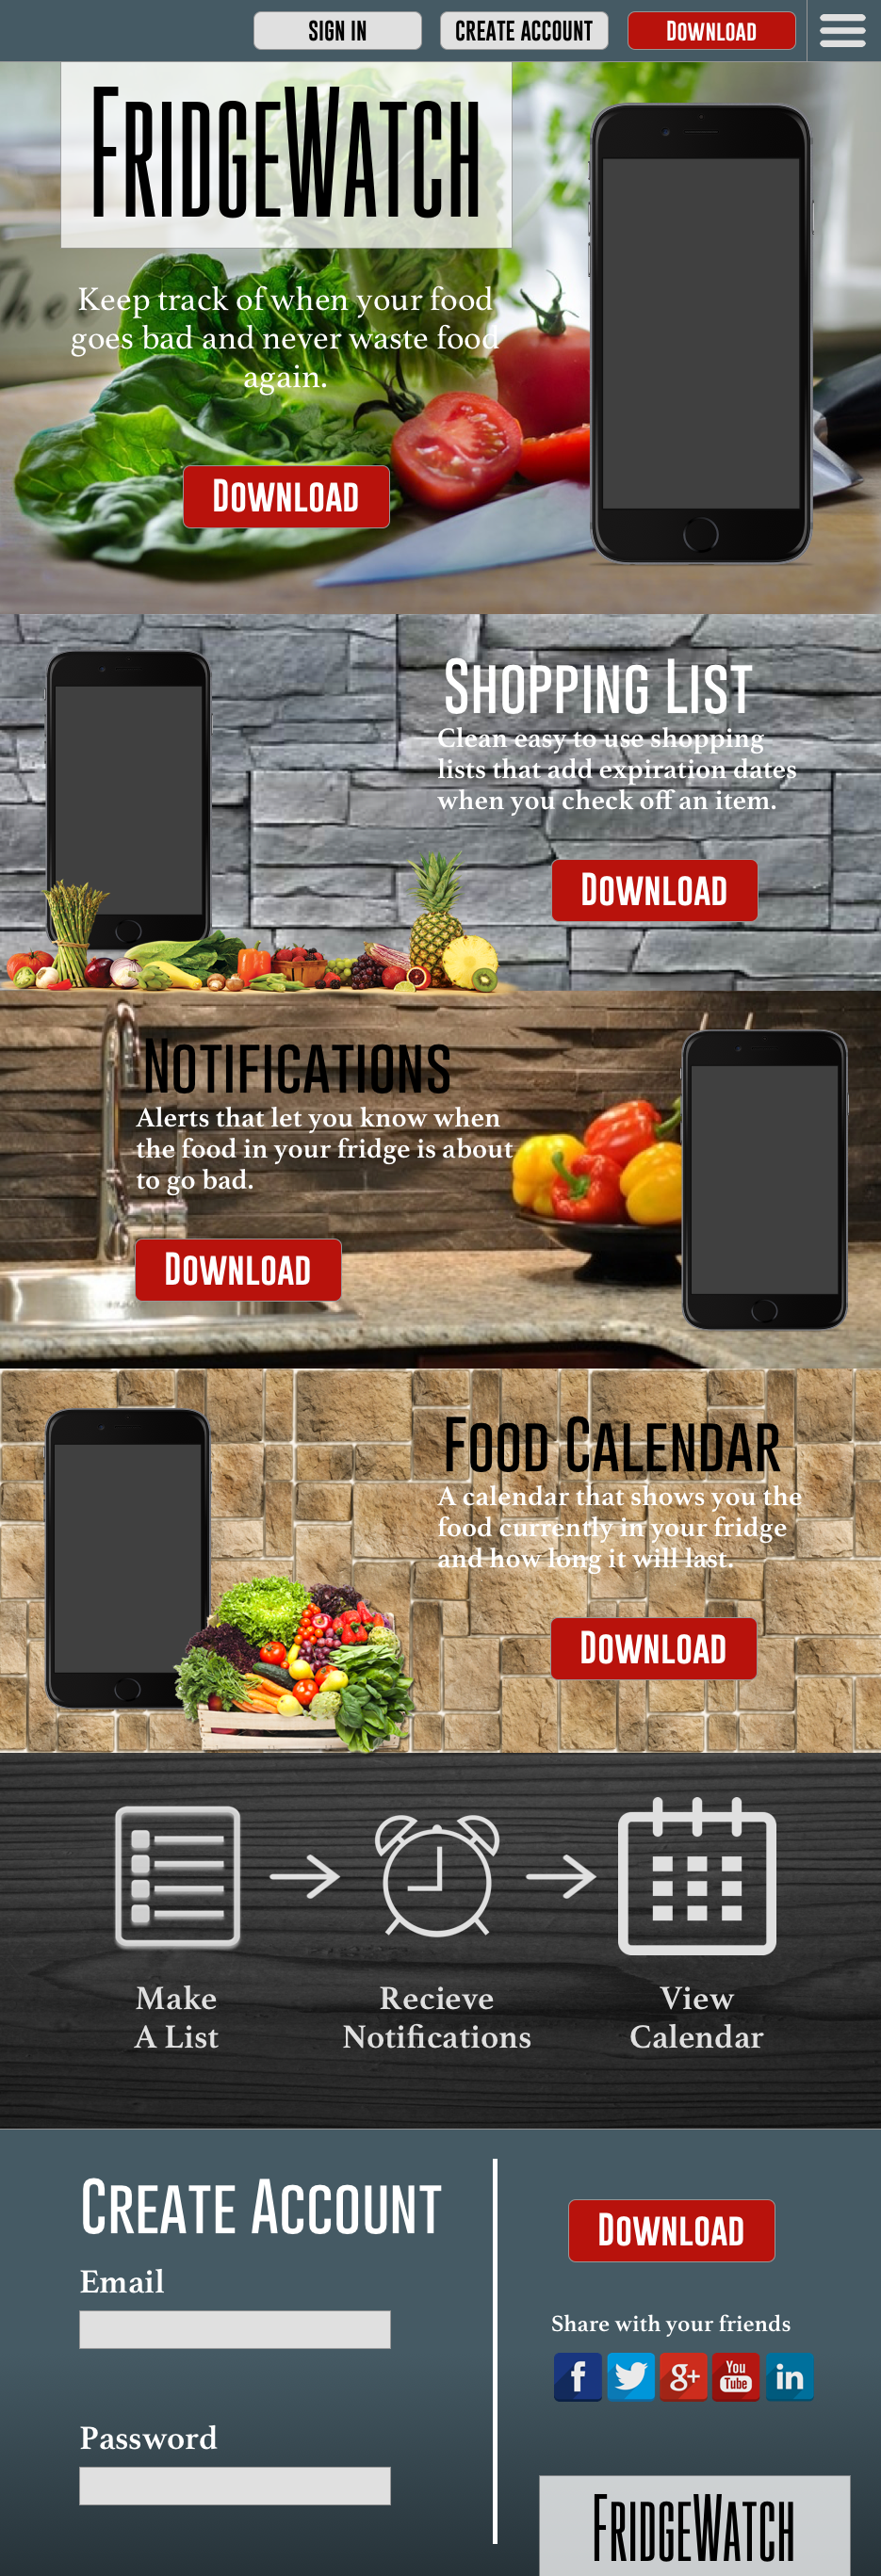 SIGN IN
CREATE ACCOUNT
DOWNLOAD
FRIDGEWATCH
The
Keep track of when your food
goes bad and never waste food
again.
DOWNLOAD
SHOPPING LIST
Clean easy to use shopping
lists that add expiration dates
when you check off an item.
DOWNLOAD
NOTIFICATIONS
Alerts that let you know when
the food in your fridge is about
to go bad.
DOWNLOAD
FOOD CALENDAR
A calendar that shows you the
food currently in your fridge
and how long it will last.
DOWNLOAD
Make
A List
Recieve
Notifications
View
Calendar
CREATE ACCOUNT
Email
Password
DOWNLOAD
Share with your friends
f
g+
You
Tube
in
FRIDGEWATCH